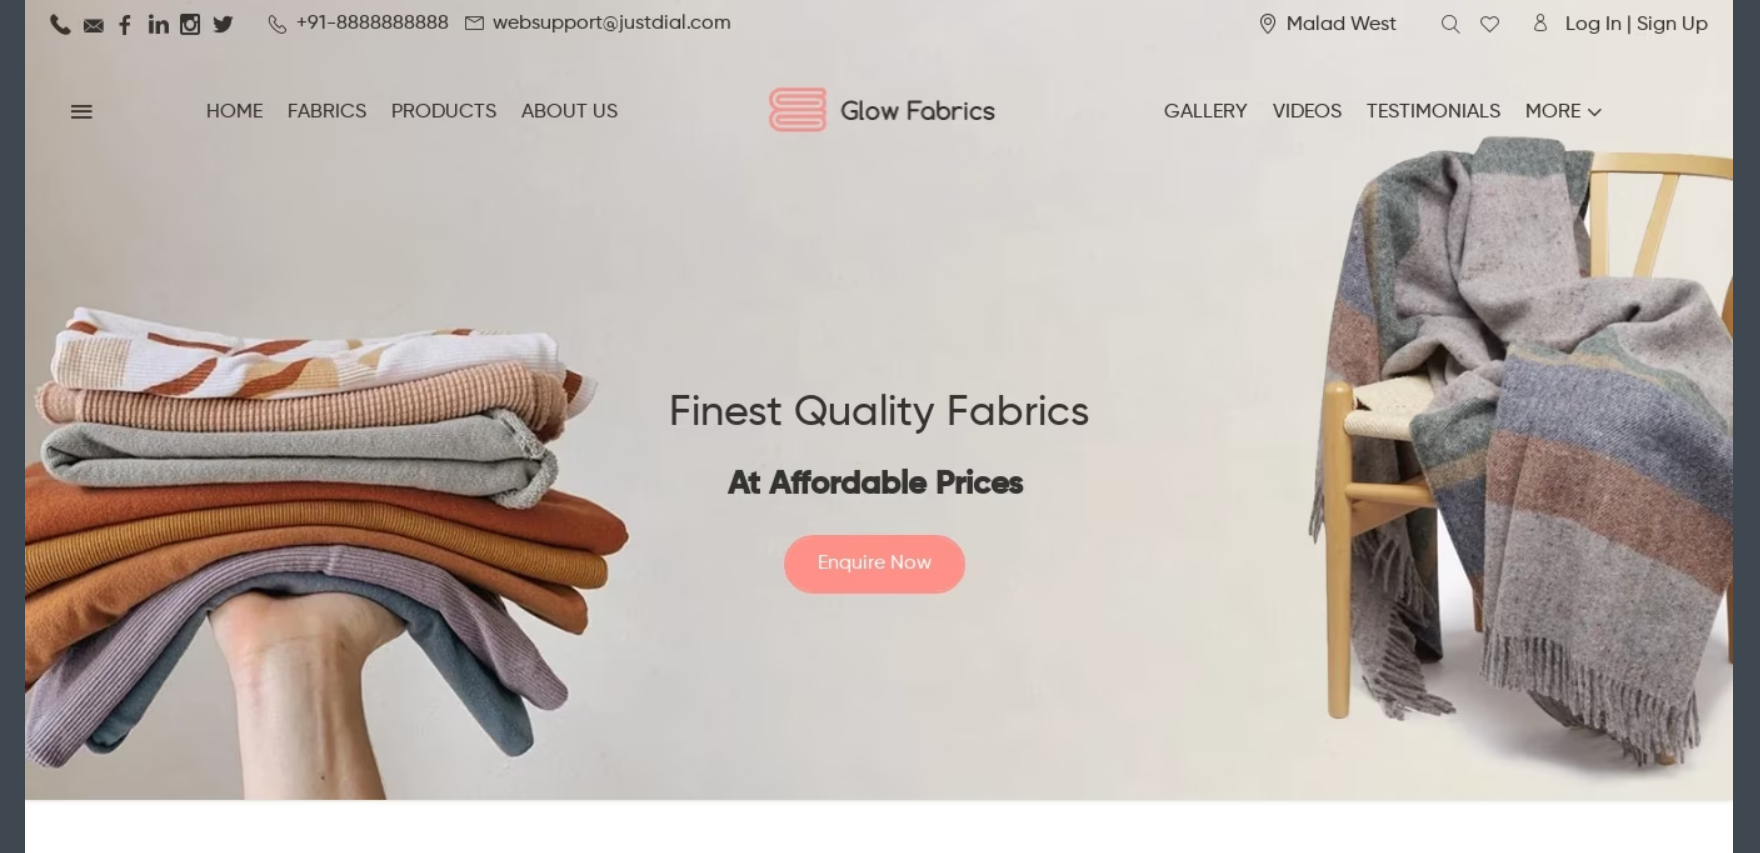 +91-8888888888 websupport@justdial.com Malad West Log In | Sign Up
HOME FABRICS PRODUCTS ABOUT US Glow Fabrics GALLERY VIDEOS TESTIMONIALS MORE
Finest Quality Fabrics
At Affordable Prices
Enquire Now